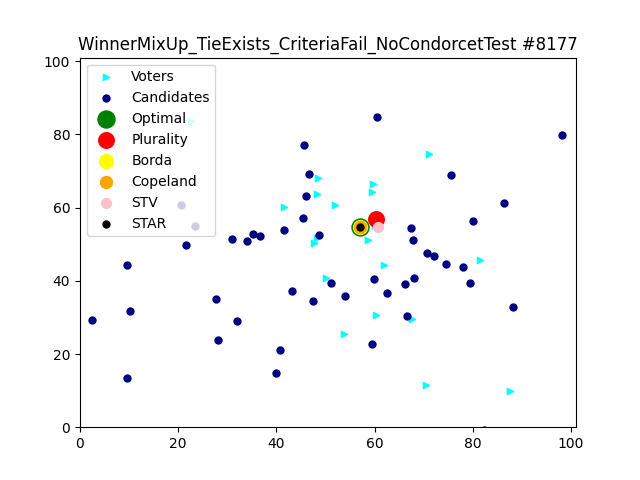 WinnerMixUp_TieExists_CriteriaFail_NoCondorcetTest #8177
100
80
60
40
20
0
0
20
40
60
80
100
Voters
Candidates
Optimal
Plurality
Borda
Copeland
STV
STAR